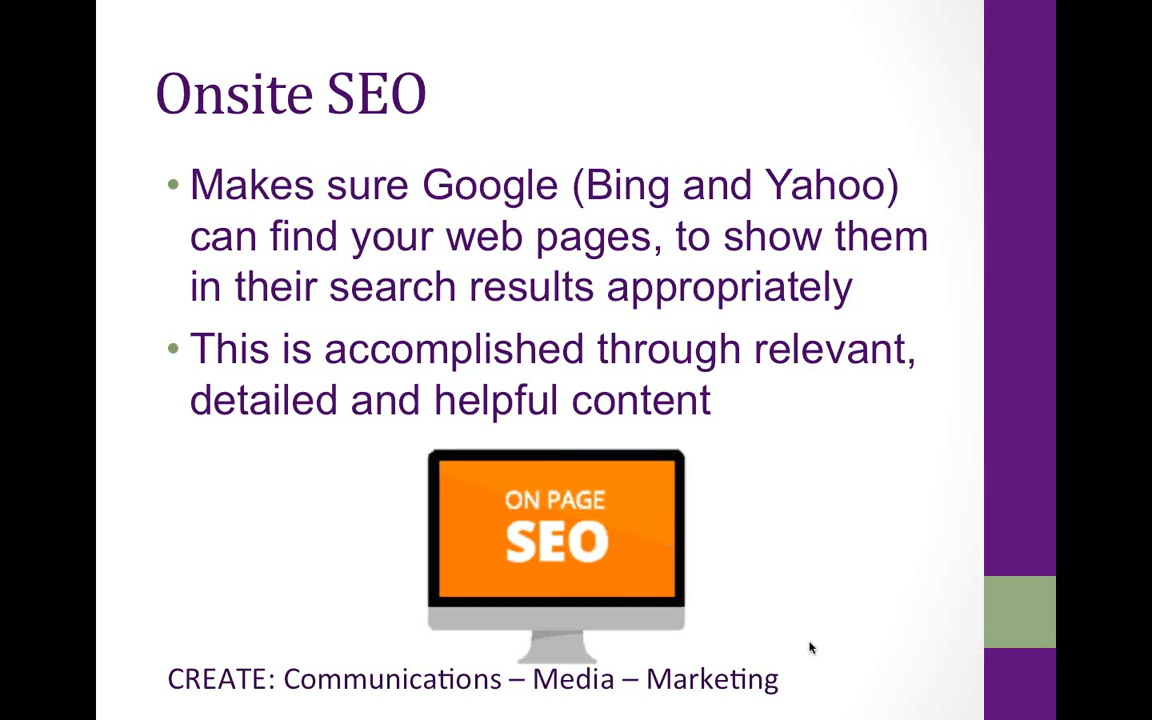 Onsite SEO
• Makes sure Google (Bing and Yahoo)
can find your web pages, to show them
in their search results appropriately
• This is accomplished through relevant,
detailed and helpful content
ON PAGE
SEO
CREATE: Communications – Media – Marketing